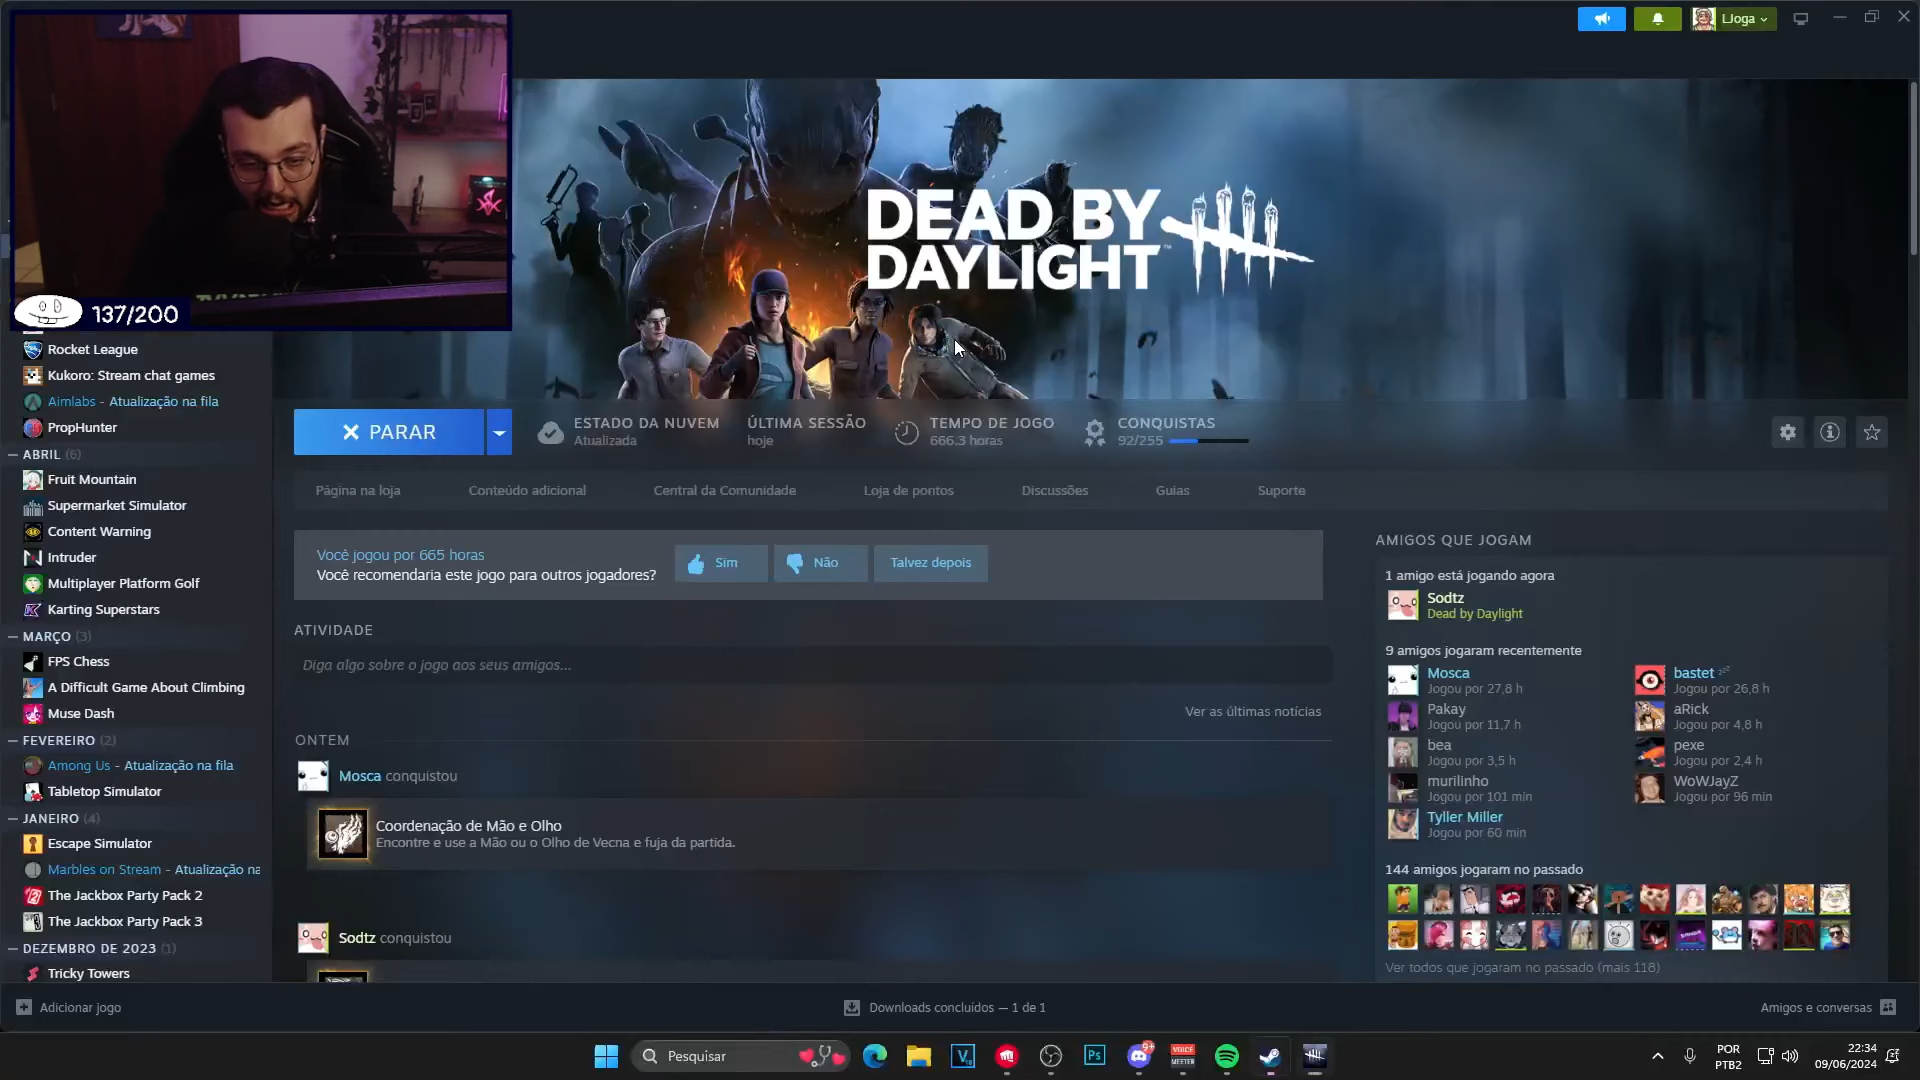 LJoga
DEAD BY
DAYLIGHT
137/200
Rocket League
Kukoro: Stream chat games
Aimlabs - Atualização na fila
PropHunter
ABRIL (6)
Fruit Mountain
Supermarket Simulator
Content Warning
Intruder
Multiplayer Platform Golf
Karting Superstars
MARÇO (3)
FPS Chess
A Difficult Game About Climbing
Muse Dash
FEVEREIRO (2)
Among Us - Atualização na fila
Tabletop Simulator
JANEIRO (4)
Escape Simulator
Marbles on Stream - Atualização na
The Jackbox Party Pack 2
The Jackbox Party Pack 3
DEZEMBRO DE 2023 (1)
Tricky Towers
PARAR
ESTADO DA NUVEM
Atualizada
ÚLTIMA SESSÃO
hoje
TEMPO DE JOGO
666.3 horas
CONQUISTAS
92/255
Página na loja
Conteúdo adicional
Central da Comunidade
Loja de pontos
Discussões
Guias
Suporte
Você jogou por 665 horas
Você recomendaria este jogo para outros jogadores?
Sim
Não
Talvez depois
ATIVIDADE
Diga algo sobre o jogo aos seus amigos...
Ver as últimas notícias
ONTEM
Mosca conquistou
Coordenação de Mão e Olho
Encontre e use a Mão ou o Olho de Vecna e fuja da partida.
Sodtz conquistou
AMIGOS QUE JOGAM
1 amigo está jogando agora
Sodtz
Dead by Daylight
9 amigos jogaram recentemente
Mosca
Jogou por 27,8 h
bastet zzz
Jogou por 26,8 h
Pakay
Jogou por 11,7 h
aRick
Jogou por 4,8 h
bea
Jogou por 3,5 h
pexe
Jogou por 2,4 h
murilinho
Jogou por 101 min
WoWJayZ
Jogou por 96 min
Tyller Miller
Jogou por 60 min
144 amigos jogaram no passado
Ver todos que jogaram no passado (mais 118)
Adicionar jogo
Downloads concluídos — 1 de 1
Amigos e conversas
Pesquisar
Ps
9+
VOICE
MEETER
POR
PTB2
22:34
09/06/2024